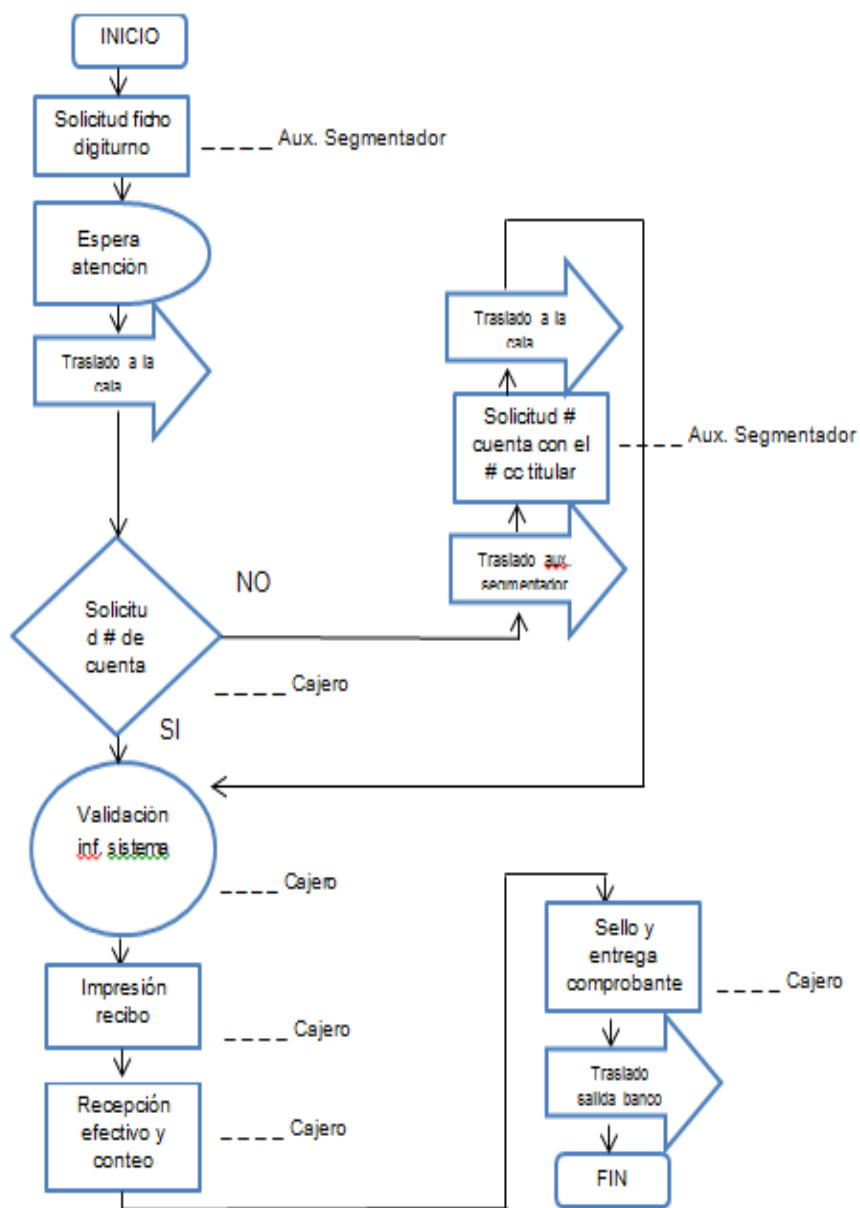 INICIO
Solicitud ficho
digiturno
_ _ _ _ Aux. Segmentador
Espera
atención
Traslado a la
caja
Solicitu
d # de
cuenta
NO
_ _ _ _ Cajero
SI
Traslado aux.
segmentador
Solicitud #
cuenta con el
# cc titular
_ _ _ _ Aux. Segmentador
Traslado a la
caja
Validación
inf. sistema
_ _ _ _ Cajero
Impresión
recibo
_ _ _ _ Cajero
Recepción
efectivo y
conteo
_ _ _ _ Cajero
Sello y
entrega
comprobante
_ _ _ _ Cajero
Traslado
salida banco
FIN